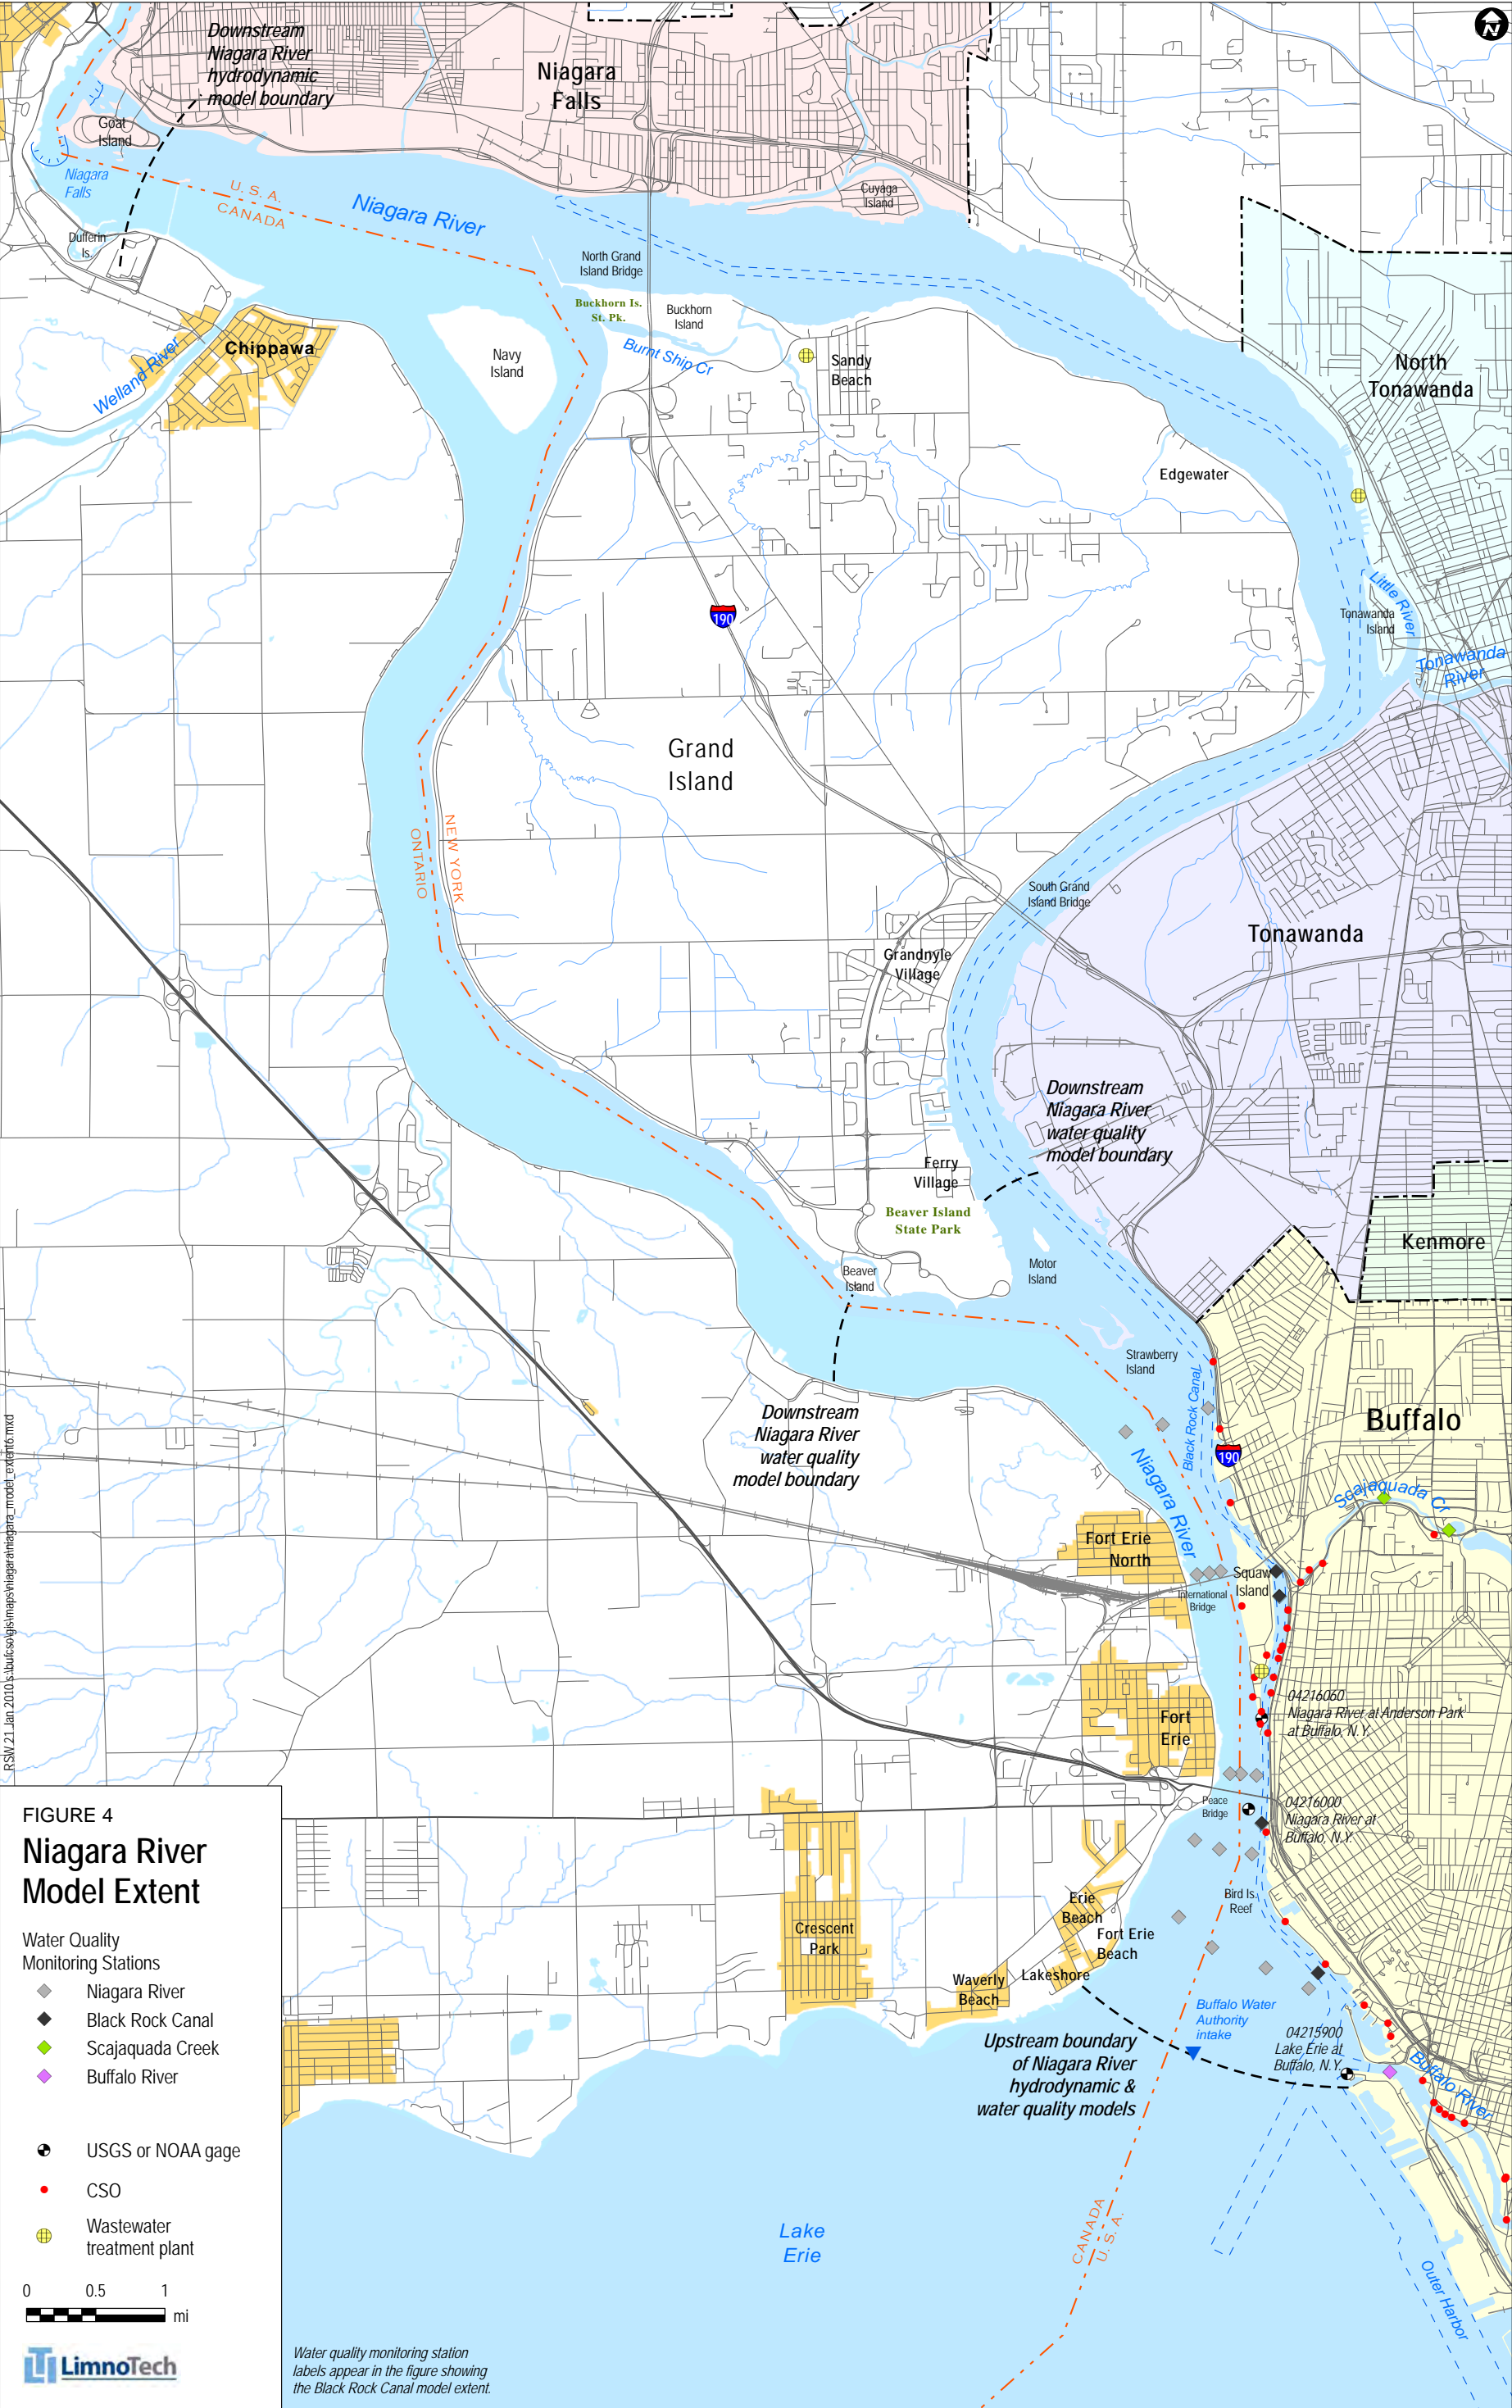 N
Downstream
Niagara River
hydrodynamic
model boundary
Niagara
Falls
Goat
Island
Niagara
Falls
U. S. A.
CANADA
Niagara River
Cuyaga
Island
Dufferin
Is.
North Grand
Island Bridge
Buckhorn Is.
St. Pk.
Buckhorn
Island
Burnt Ship Cr
Chippawa
Welland River
Navy
Island
Sandy
Beach
North
Tonawanda
Edgewater
Little River
Tonawanda
Island
Tonawanda
River
190
Grand
Island
NEW YORK
ONTARIO
South Grand
Island Bridge
Tonawanda
Grandnyle
Village
Downstream
Niagara River
water quality
model boundary
Ferry
Village
Beaver Island
State Park
Kenmore
Beaver
Island
Motor
Island
Strawberry
Island
Black Rock Canal
Buffalo
Downstream
Niagara River
water quality
model boundary
190
Niagara River
Scajaquada Cr
Fort Erie
North
Squaw
Island
International
Bridge
Fort
Erie
04216060
Niagara River at Anderson Park
at Buffalo, N.Y.
Peace
Bridge
04216000
Niagara River at
Buffalo, N.Y.
Bird Is.
Reef
Erie
Beach
Fort Erie
Beach
Crescent
Park
Waverly
Beach
Lakeshore
Buffalo Water
Authority
intake
04215900
Lake Erie at
Buffalo, N.Y.
Buffalo River
Upstream boundary
of Niagara River
hydrodynamic &
water quality models
Lake
Erie
CANADA
U. S. A.
Outer Harbor
RSW 21 Jan 2010 s:\bufcso\gis\maps\niagara\niagara_model_extent6.mxd
FIGURE 4
Niagara River
Model Extent
Water Quality
Monitoring Stations
Niagara River
Black Rock Canal
Scajaquada Creek
Buffalo River
USGS or NOAA gage
CSO
Wastewater
treatment plant
0 0.5 1
mi
LimnoTech
Water quality monitoring station
labels appear in the figure showing
the Black Rock Canal model extent.